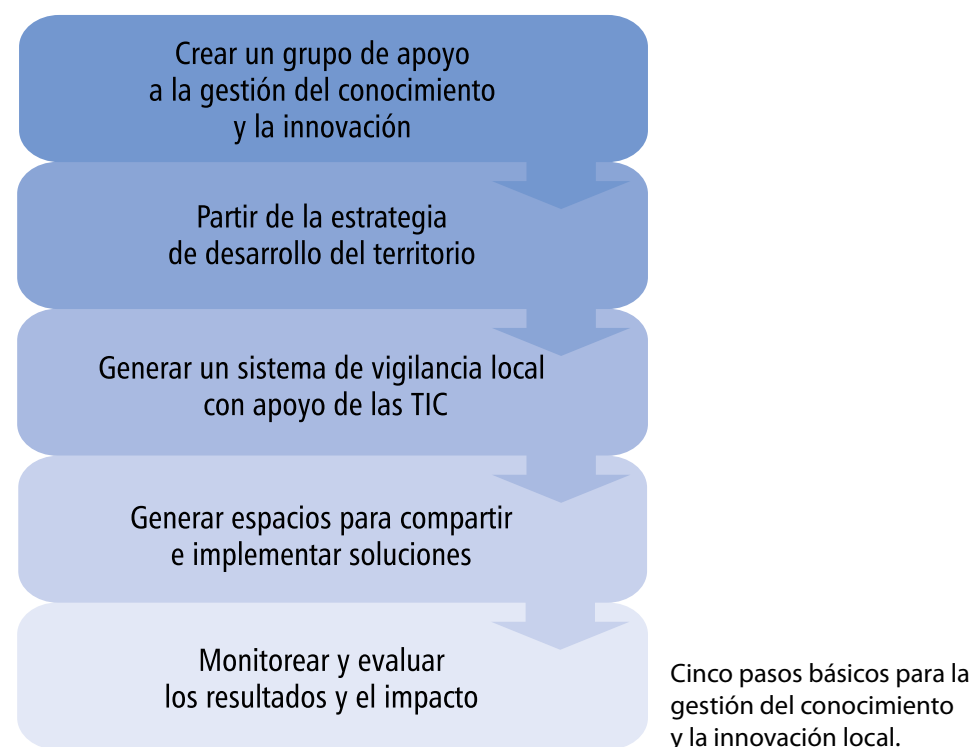 Crear un grupo de apoyo
a la gestión del conocimiento
y la innovación
Partir de la estrategia
de desarrollo del territorio
Generar un sistema de vigilancia local
con apoyo de las TIC
Generar espacios para compartir
e implementar soluciones
Monitorear y evaluar
los resultados y el impacto
Cinco pasos básicos para la
gestión del conocimiento
y la innovación local.